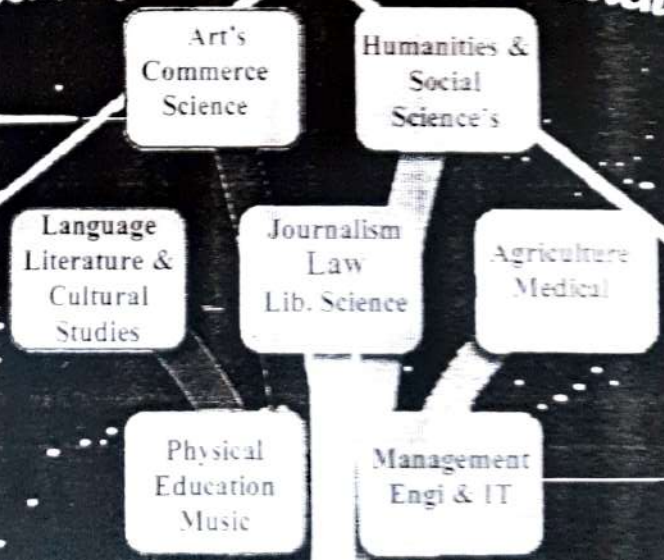 Art's
Commerce
Science
Humanities &
Social
Science's
Language
Literature &
Cultural
Studies
Journalism
Law
Lib. Science
Agriculture
Medical
Physical
Education
Music
Management
Engi & IT